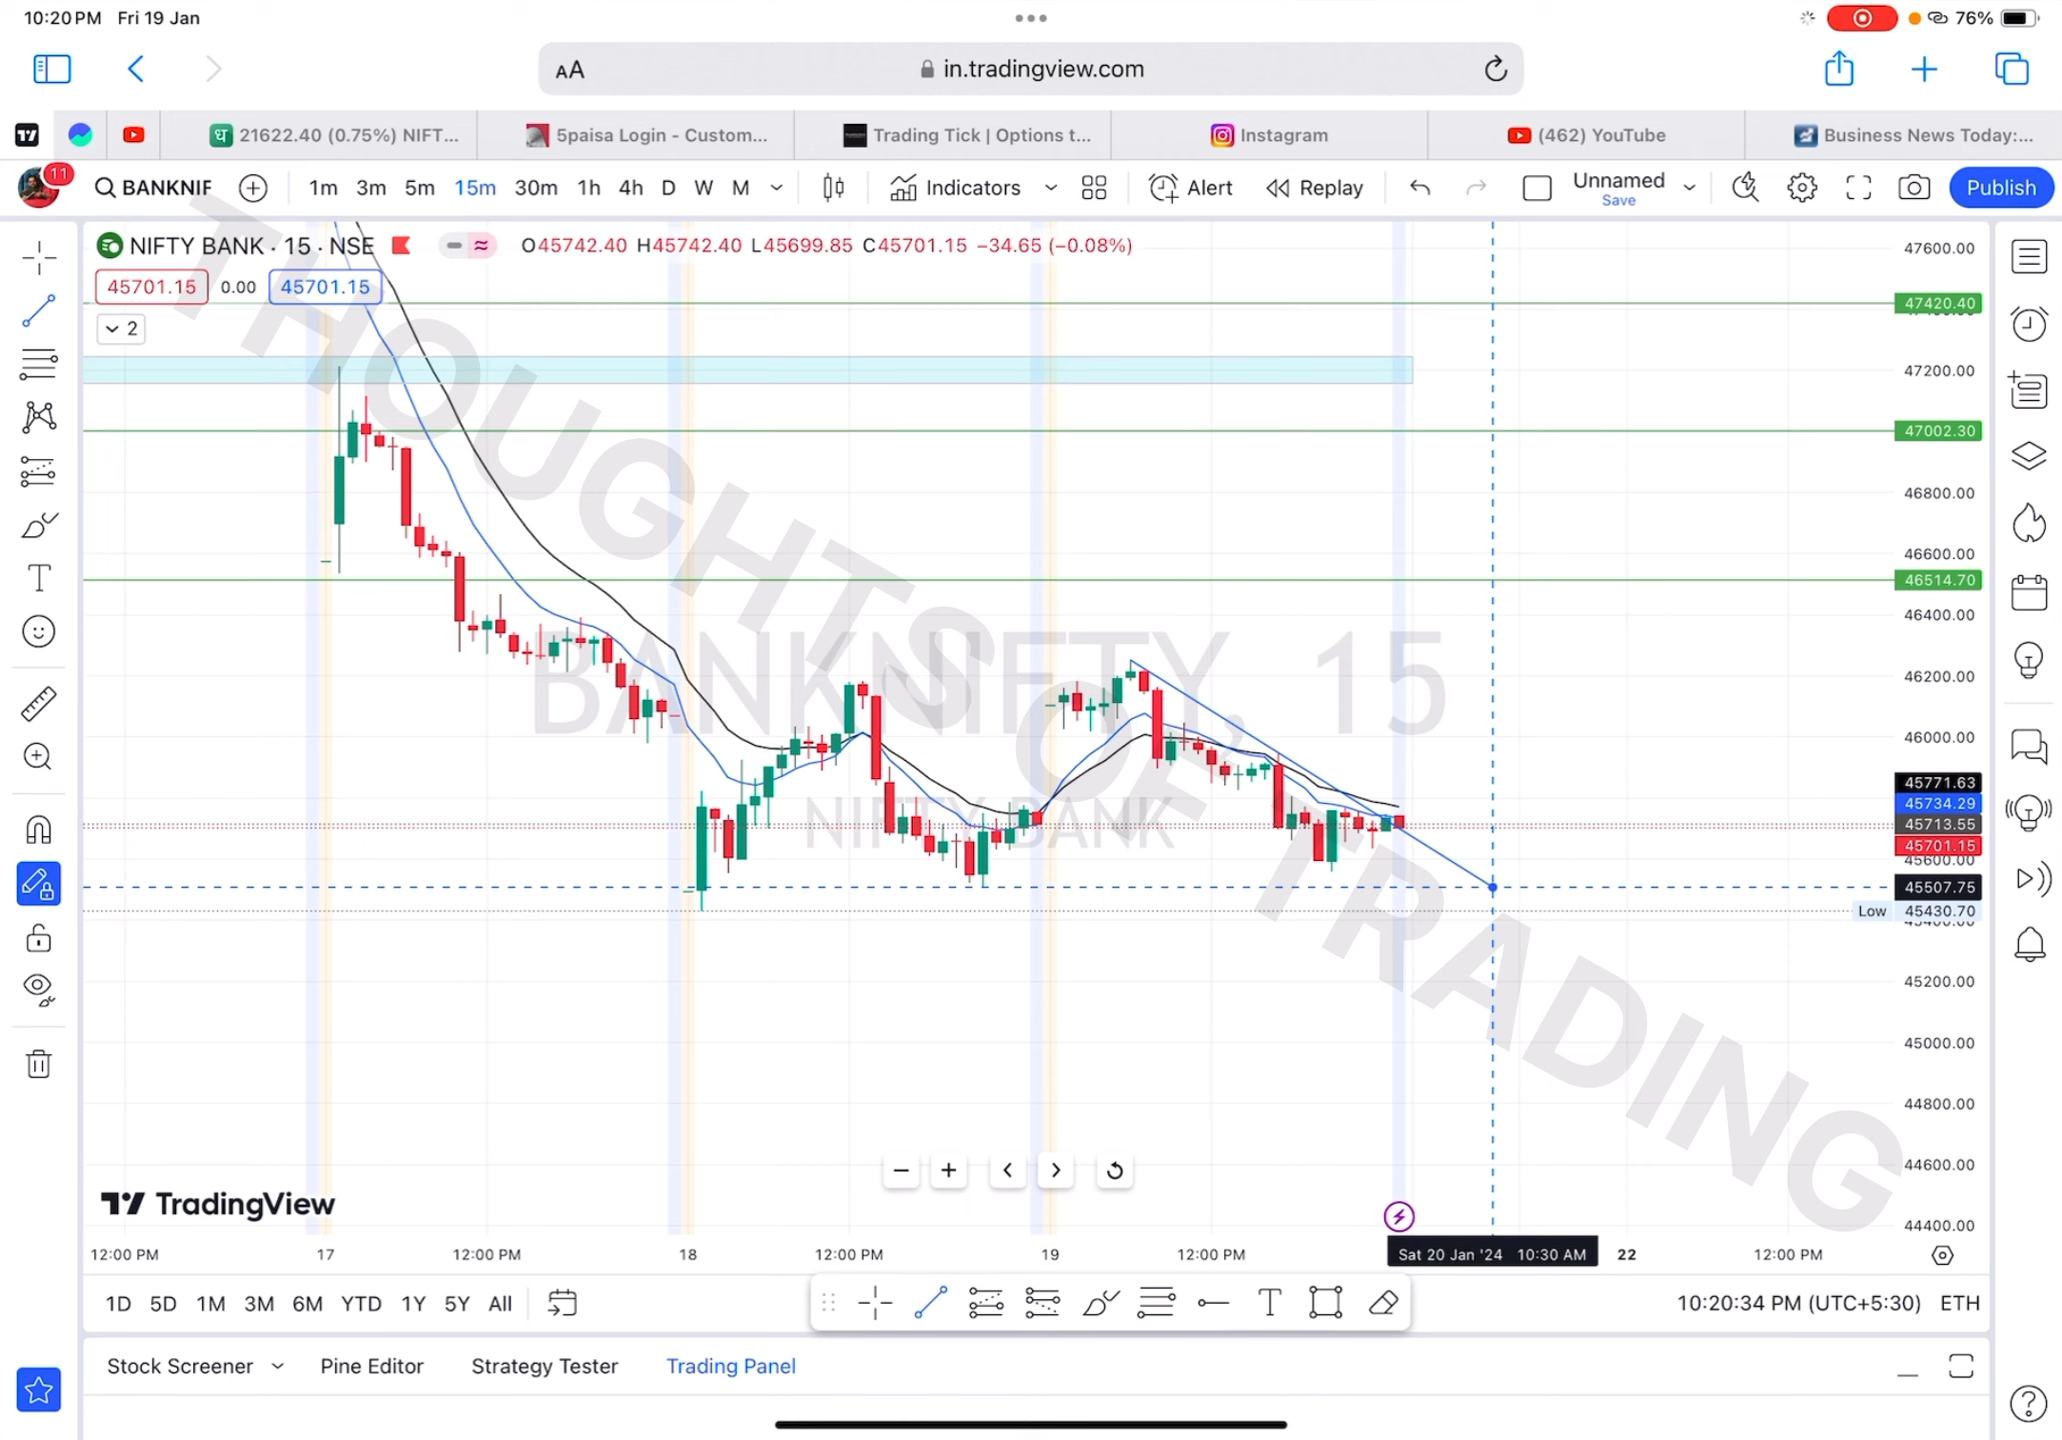 10:20 PM Fri 19 Jan
76%
AA
in.tradingview.com
21622.40 (0.75%) NIFT...
5paisa Login - Custom...
Trading Tick | Options t...
Instagram
(462) YouTube
Business News Today:...
11
BANKNIF
1m 3m 5m 15m 30m 1h 4h D W M
Indicators
Alert
Replay
Unnamed
Save
Publish
NIFTY BANK · 15 · NSE
O45742.40 H45742.40 L45699.85 C45701.15 −34.65 (−0.08%)
45701.15 0.00 45701.15
2
THOUGHTS OF TRADING
BANKNIFTY, 15
NIFTY BANK
47600.00
47420.40
47200.00
47002.30
46800.00
46600.00
46514.70
46400.00
46200.00
46000.00
45771.63
45734.29
45713.55
45701.15
45600.00
45507.75
Low 45430.70
45400.00
45200.00
45000.00
44800.00
44600.00
44400.00
TradingView
12:00 PM 17 12:00 PM 18 12:00 PM 19 12:00 PM Sat 20 Jan '24 10:30 AM 22 12:00 PM
1D 5D 1M 3M 6M YTD 1Y 5Y All
10:20:34 PM (UTC+5:30) ETH
Stock Screener
Pine Editor
Strategy Tester
Trading Panel